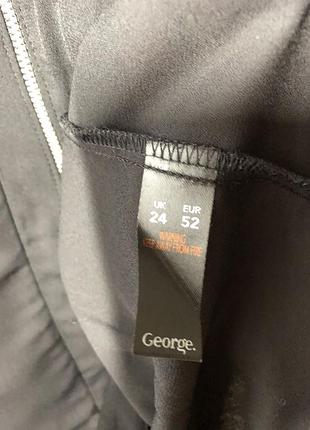 UK EUR
24 52
WARNING
KEEP AWAY FROM FIRE
George.